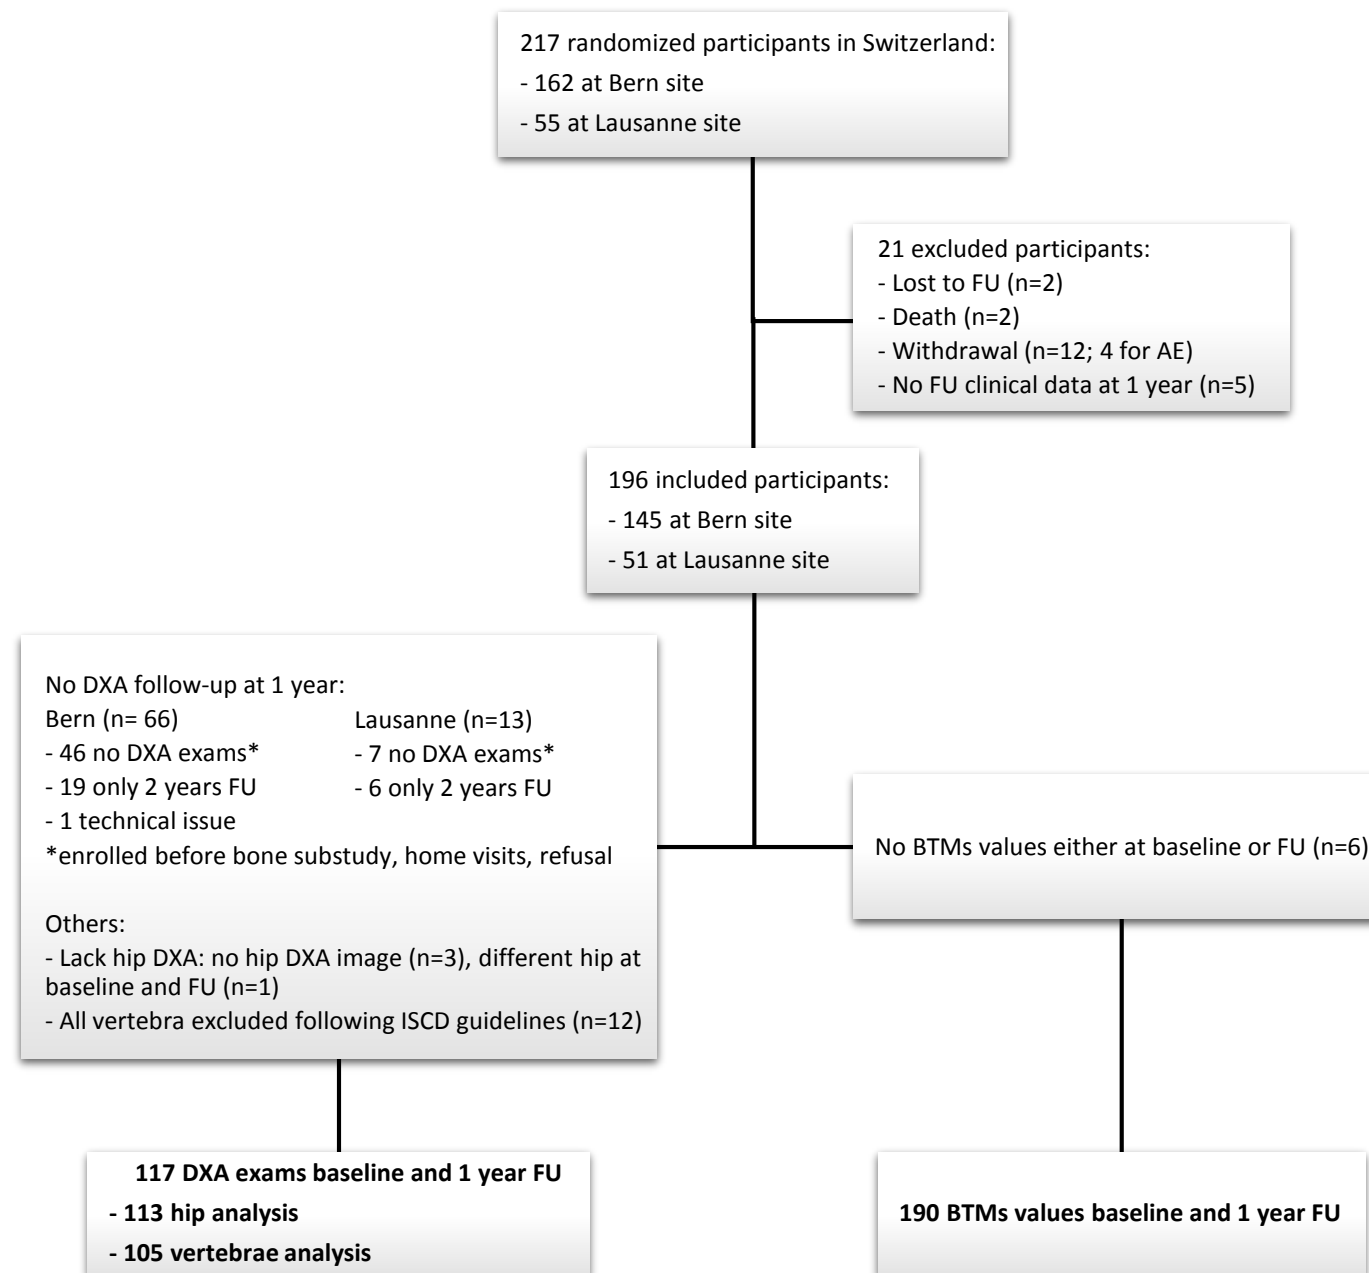 217 randomized participants in Switzerland:
- 162 at Bern site
- 55 at Lausanne site
21 excluded participants:
- Lost to FU (n=2)
- Death (n=2)
- Withdrawal (n=12; 4 for AE)
- No FU clinical data at 1 year (n=5)
196 included participants:
- 145 at Bern site
- 51 at Lausanne site
No DXA follow-up at 1 year:
Bern (n= 66)
- 46 no DXA exams*
- 19 only 2 years FU
- 1 technical issue
Lausanne (n=13)
- 7 no DXA exams*
- 6 only 2 years FU
*enrolled before bone substudy, home visits, refusal
Others:
- Lack hip DXA: no hip DXA image (n=3), different hip at
baseline and FU (n=1)
- All vertebra excluded following ISCD guidelines (n=12)
No BTMs values either at baseline or FU (n=6)
117 DXA exams baseline and 1 year FU
- 113 hip analysis
- 105 vertebrae analysis
190 BTMs values baseline and 1 year FU